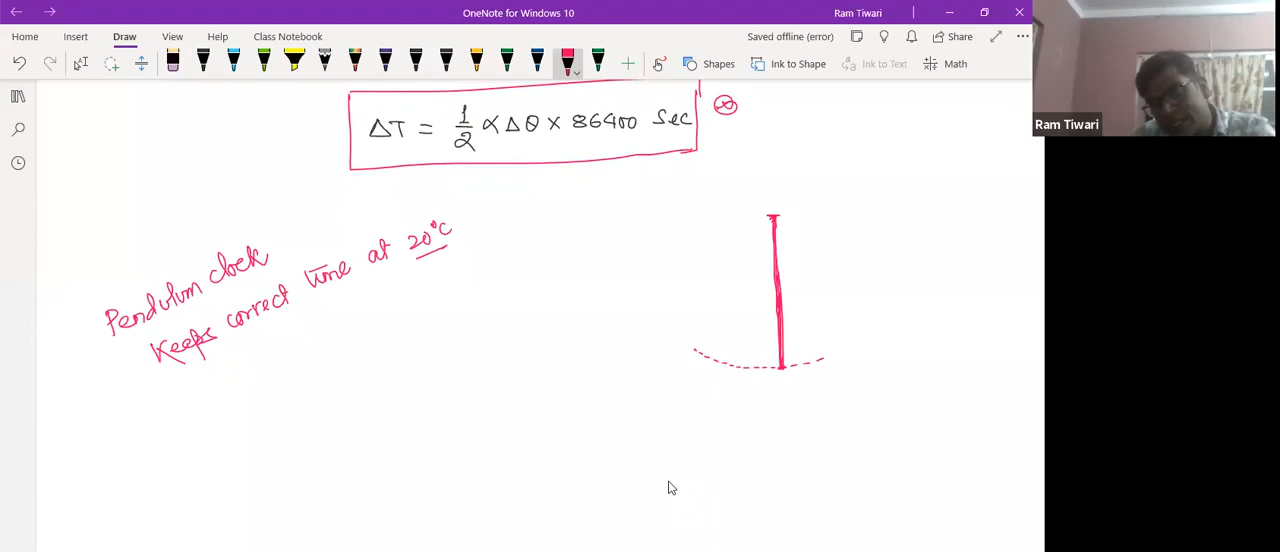 OneNote for Windows 10
Ram Tiwari
Home Insert Draw View Help Class Notebook
Saved offline (error) Share
Shapes Ink to Shape Ink to Text Math
ΔT = 1/2 α Δθ × 86400 Sec
Pendulum clock
Keeps correct time at 20°C
Ram Tiwari